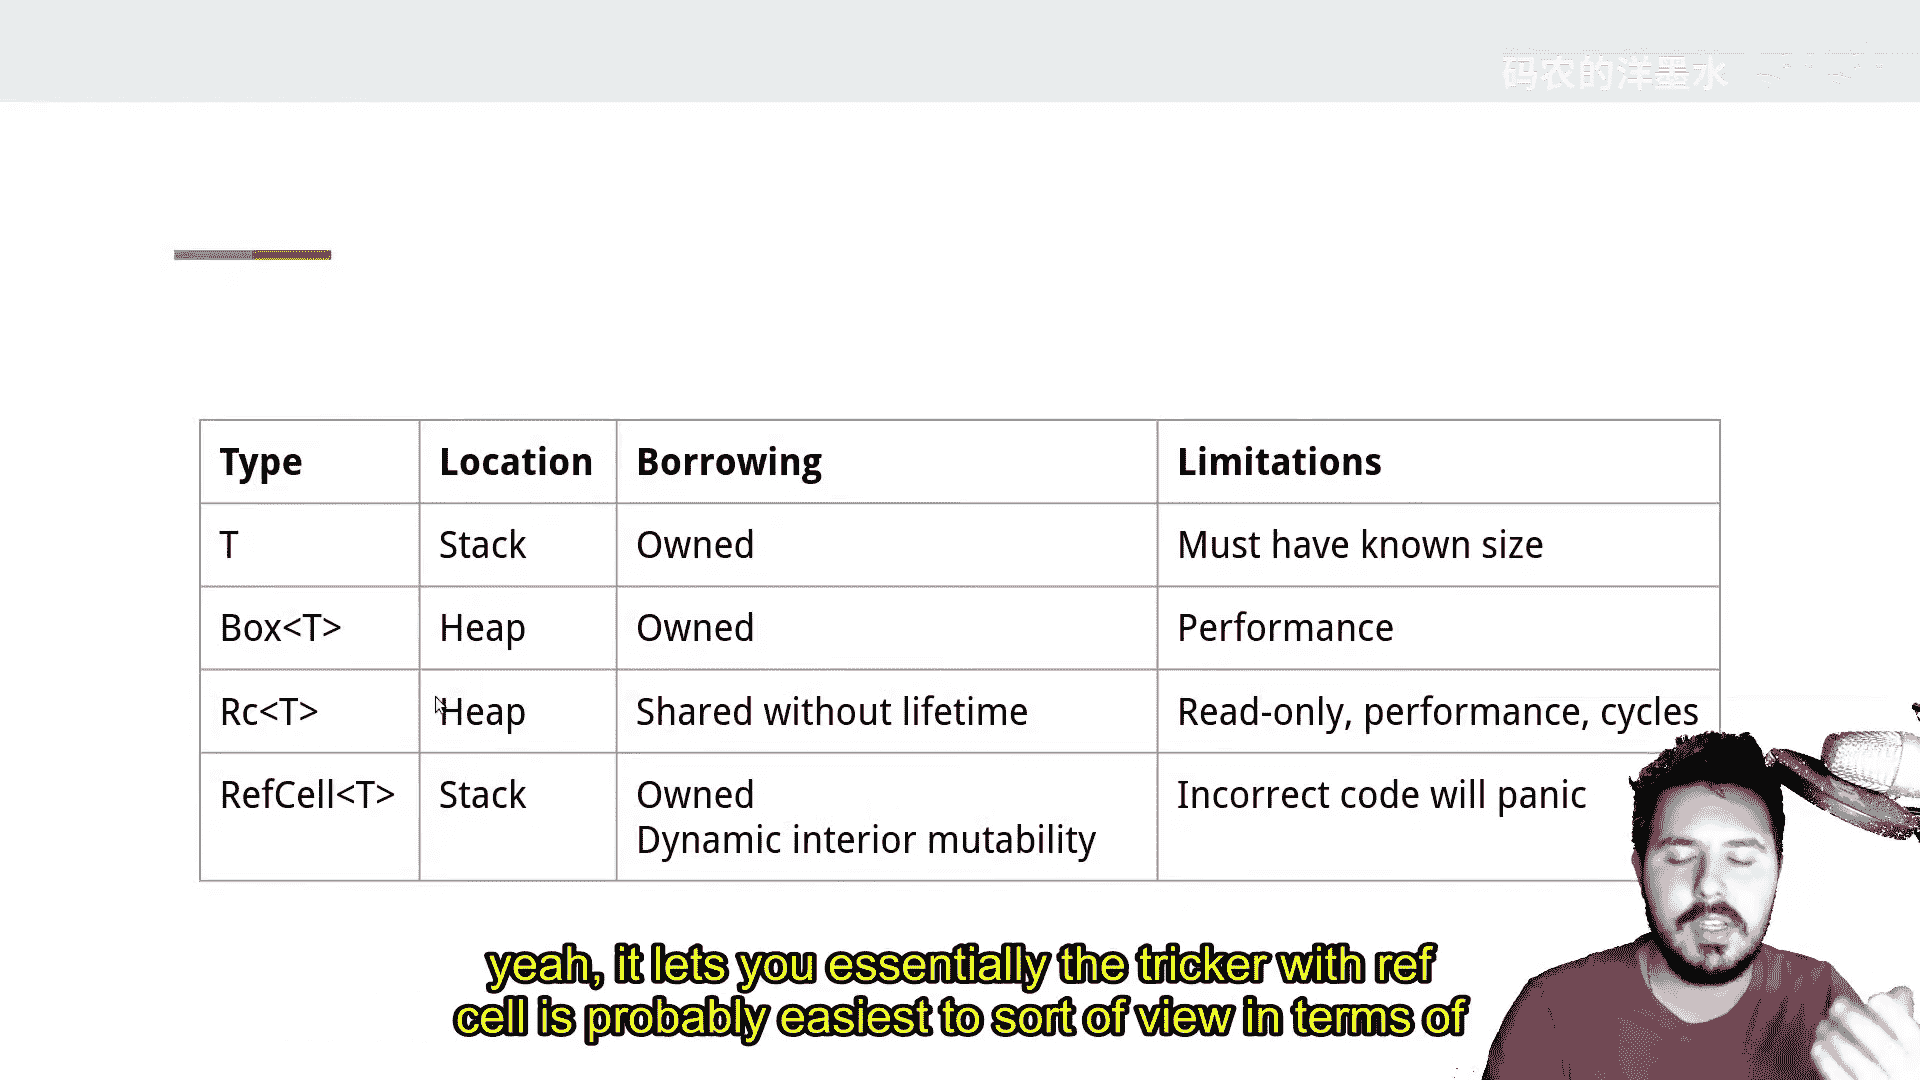 码农的洋墨水
Type Location Borrowing Limitations
T Stack Owned Must have known size
Box<T> Heap Owned Performance
Rc<T> Heap Shared without lifetime Read-only, performance, cycles
RefCell<T> Stack Owned Incorrect code will panic
Dynamic interior mutability
yeah, it lets you essentially the tricker with ref
cell is probably easiest to sort of view in terms of